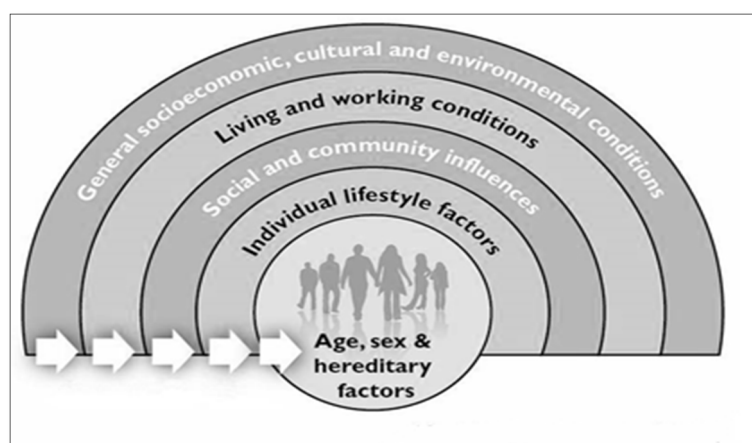 General socioeconomic, cultural and environmental conditions
Living and working conditions
Social and community influences
Individual lifestyle factors
Age, sex &
hereditary
factors